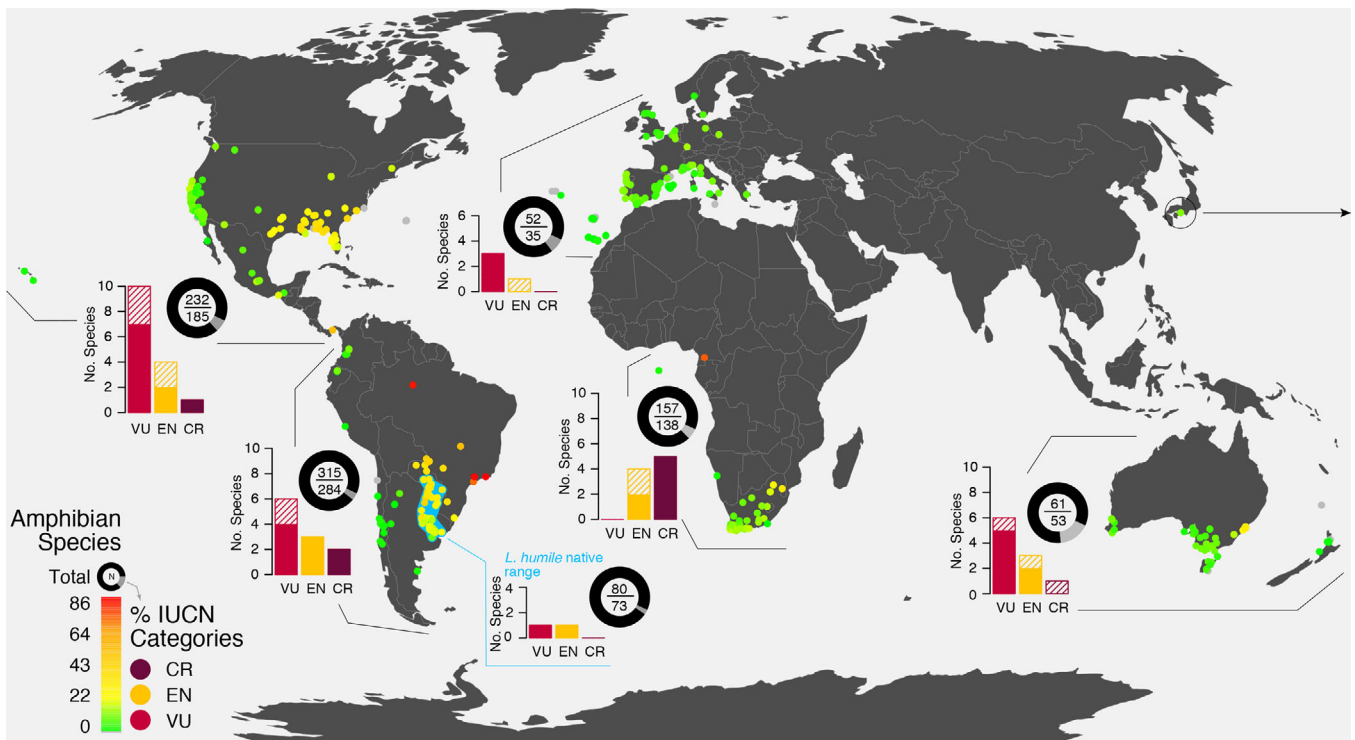 6
4
2
0
No. Species
VU EN CR
52
35
10
8
6
4
2
0
No. Species
VU EN CR
232
185
10
8
6
4
2
0
No. Species
VU EN CR
157
138
10
8
6
4
2
0
No. Species
VU EN CR
315
284
10
8
6
4
2
0
No. Species
VU EN CR
61
53
L. humile native
range
4
2
0
No. Species
VU EN CR
80
73
Amphibian
Species
Total N
86
64
43
22
0
% IUCN
Categories
CR
EN
VU